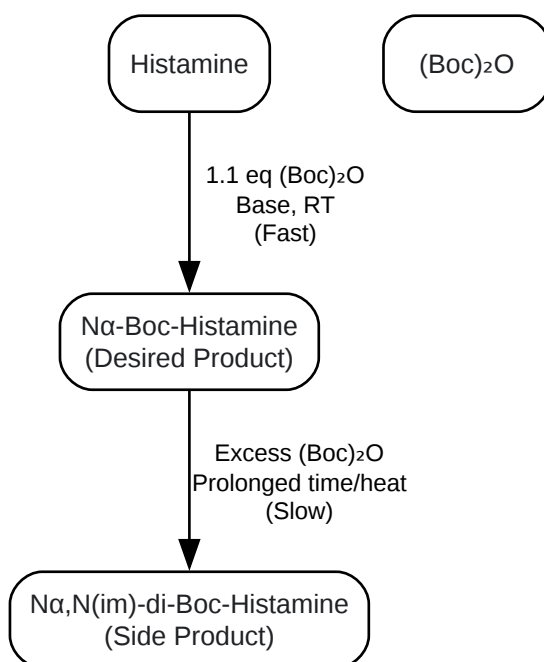 Histamine
(Boc)₂O
1.1 eq (Boc)₂O
Base, RT
(Fast)
Nα-Boc-Histamine
(Desired Product)
Excess (Boc)₂O
Prolonged time/heat
(Slow)
Nα,N(im)-di-Boc-Histamine
(Side Product)